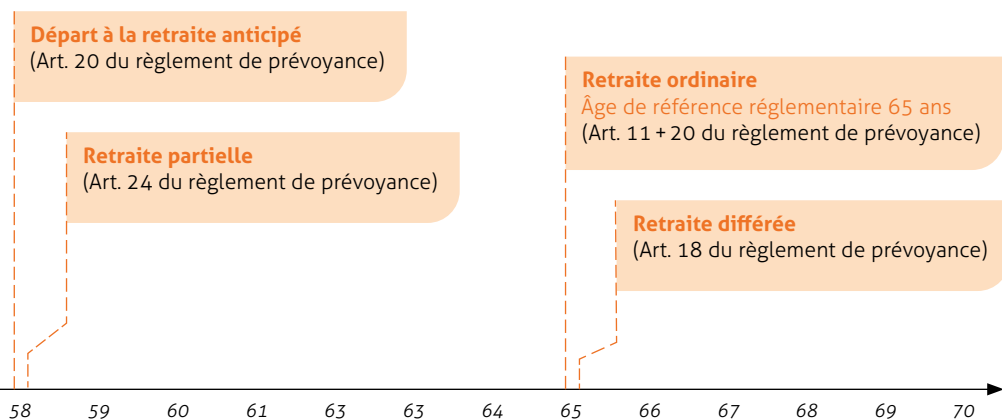 Départ à la retraite anticipé
(Art. 20 du règlement de prévoyance)
Retraite ordinaire
Âge de référence réglementaire 65 ans
(Art. 11 + 20 du règlement de prévoyance)
Retraite partielle
(Art. 24 du règlement de prévoyance)
Retraite différée
(Art. 18 du règlement de prévoyance)
58 59 60 61 63 63 64 65 66 67 68 69 70